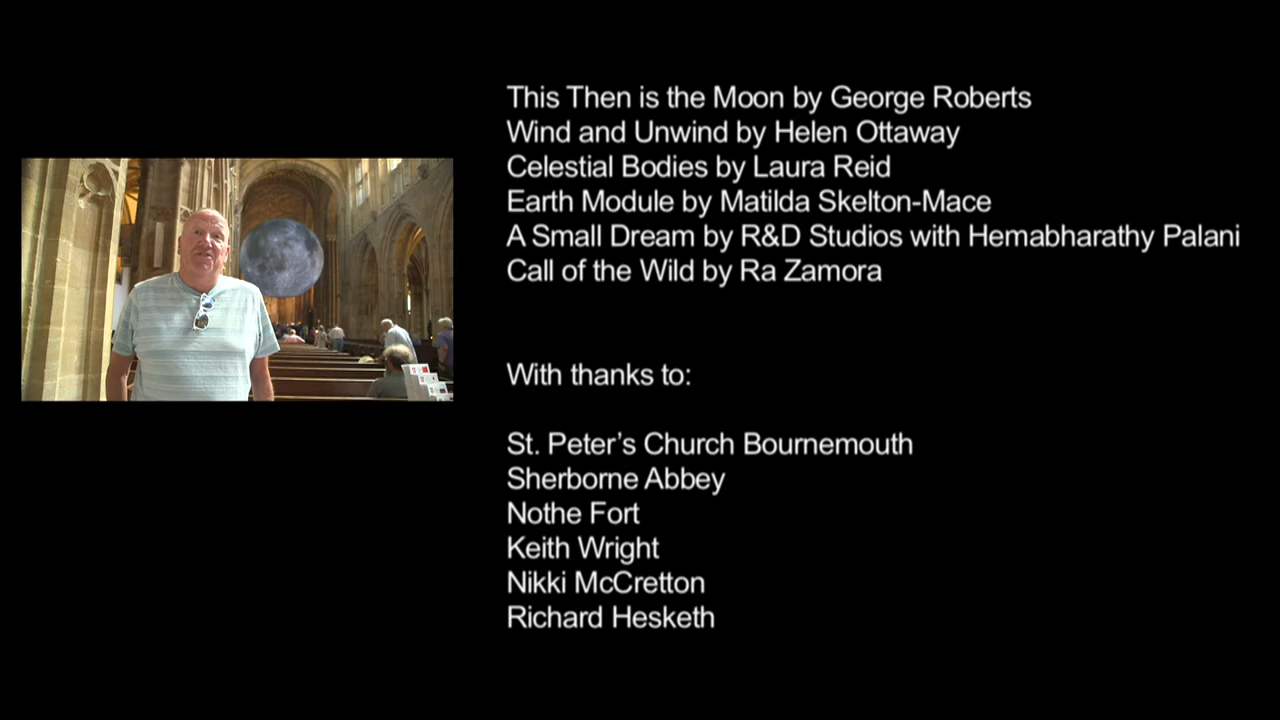 This Then is the Moon by George Roberts
Wind and Unwind by Helen Ottaway
Celestial Bodies by Laura Reid
Earth Module by Matilda Skelton-Mace
A Small Dream by R&D Studios with Hemabharathy Palani
Call of the Wild by Ra Zamora
With thanks to:
St. Peter’s Church Bournemouth
Sherborne Abbey
Nothe Fort
Keith Wright
Nikki McCretton
Richard Hesketh